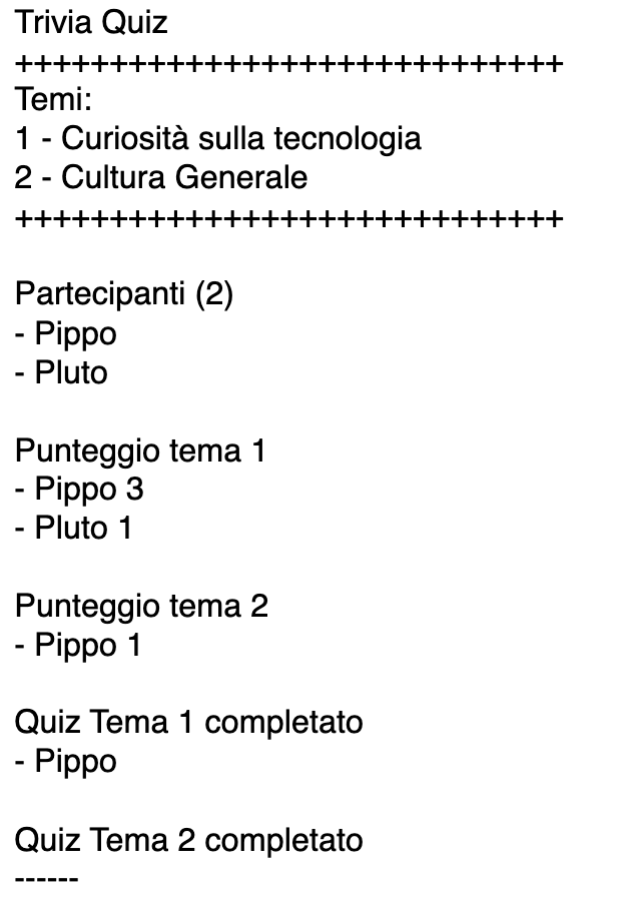 Trivia Quiz
+++++++++++++++++++++++++++++
Temi:
1 - Curiosità sulla tecnologia
2 - Cultura Generale
+++++++++++++++++++++++++++++
Partecipanti (2)
- Pippo
- Pluto
Punteggio tema 1
- Pippo 3
- Pluto 1
Punteggio tema 2
- Pippo 1
Quiz Tema 1 completato
- Pippo
Quiz Tema 2 completato
------